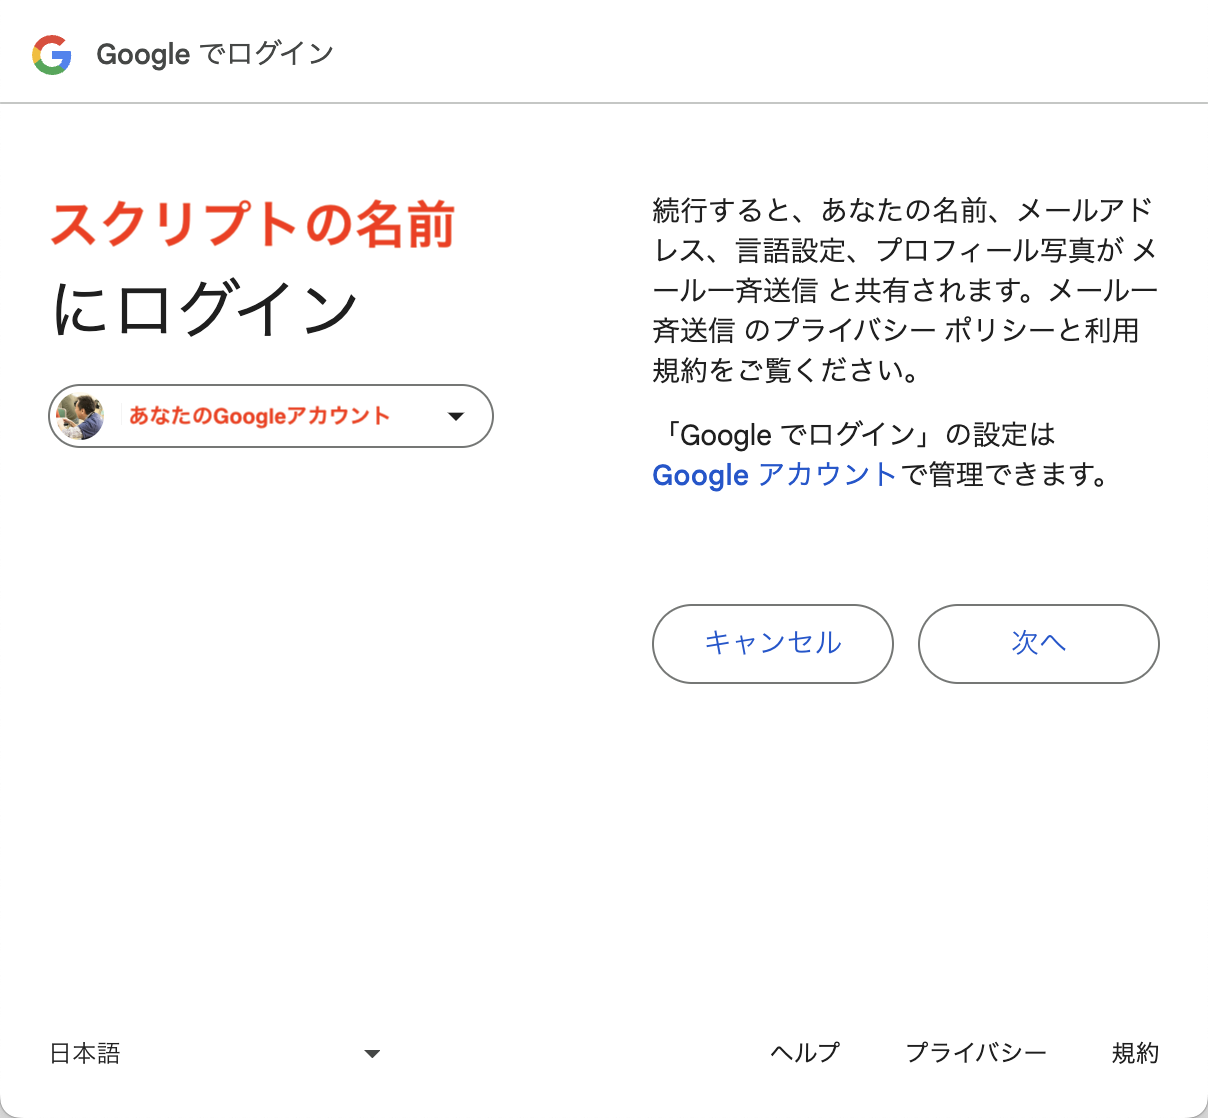 Google でログイン
スクリプトの名前
にログイン
あなたのGoogleアカウント
続行すると、あなたの名前、メールアド
レス、言語設定、プロフィール写真が メ
ール一斉送信 と共有されます。メール一
斉送信 のプライバシー ポリシーと利用
規約をご覧ください。
「Google でログイン」の設定は
Google アカウントで管理できます。
キャンセル
次へ
日本語
ヘルプ
プライバシー
規約